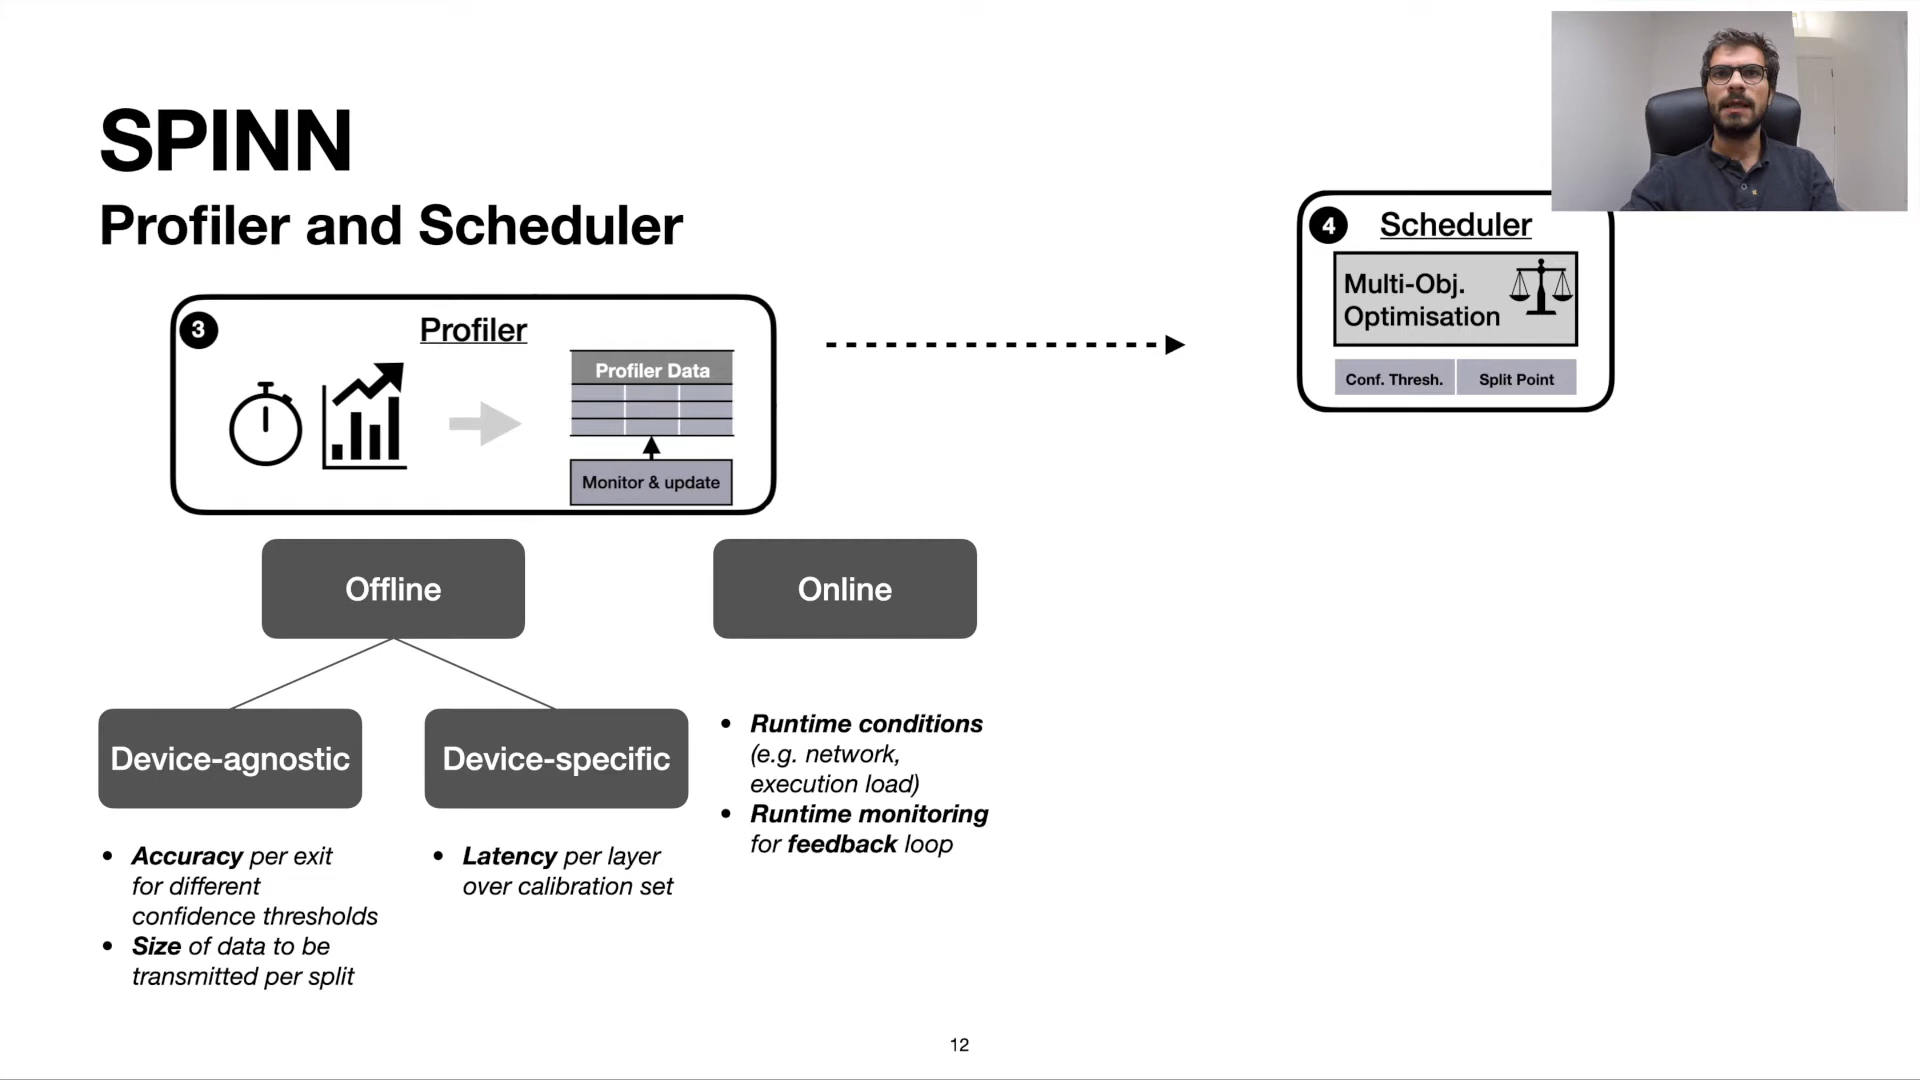 SPINN
Profiler and Scheduler
3
Profiler
Profiler Data
Monitor & update
4
Scheduler
Multi-Obj.
Optimisation
Conf. Thresh.
Split Point
Offline
Online
Device-agnostic
Device-specific
• Accuracy per exit
for different
confidence thresholds
• Size of data to be
transmitted per split
• Latency per layer
over calibration set
• Runtime conditions
(e.g. network,
execution load)
• Runtime monitoring
for feedback loop
12